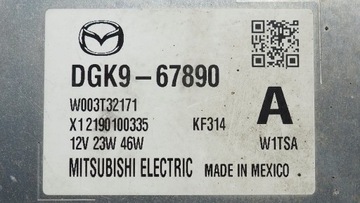 DGK9-67890
W003T32171
X12190100335 KF314
A
12V 23W 46W W1TSA
MITSUBISHI ELECTRIC MADE IN MEXICO